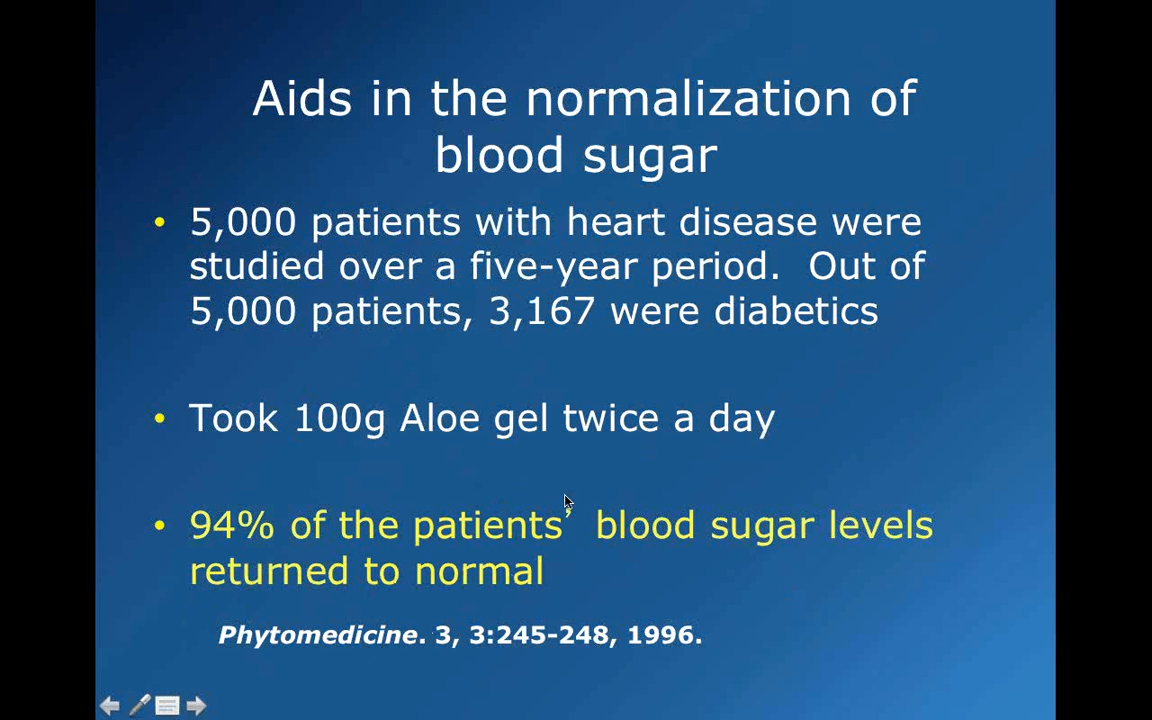 Aids in the normalization of
blood sugar
• 5,000 patients with heart disease were
studied over a five-year period.  Out of
5,000 patients, 3,167 were diabetics
• Took 100g Aloe gel twice a day
• 94% of the patients’ blood sugar levels
returned to normal
Phytomedicine. 3, 3:245-248, 1996.